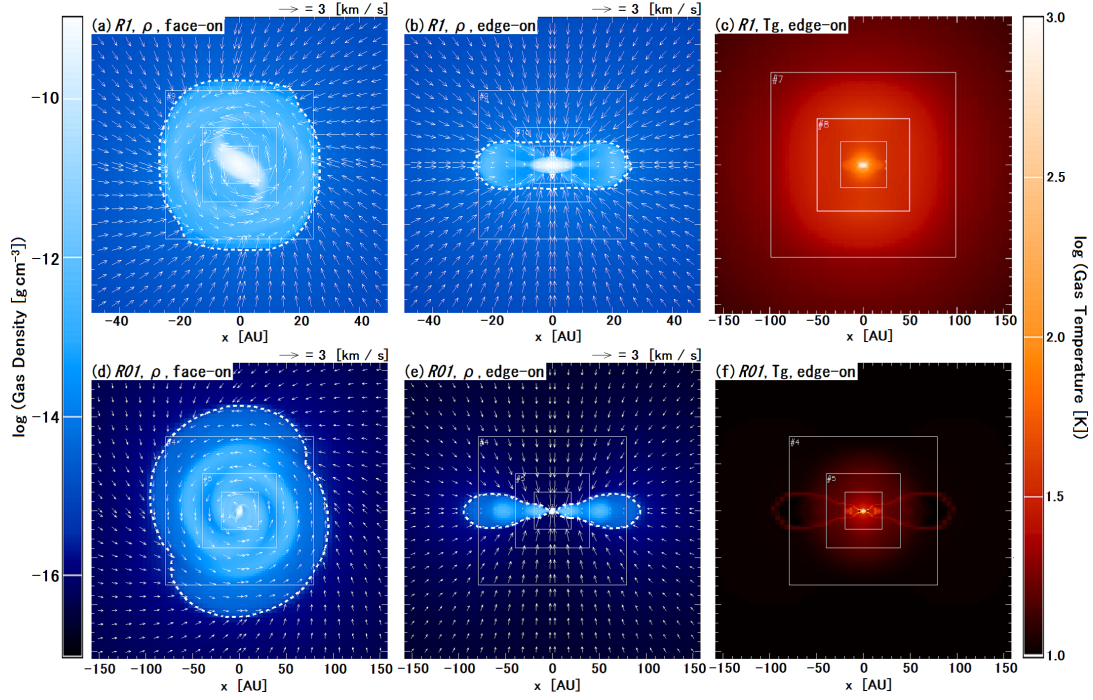 → = 3 [km / s]
→ = 3 [km / s]
(a) R1, ρ, face-on
(b) R1, ρ, edge-on
(c) R1, Tg, edge-on
3.0
-10
#9
#9
#10
#7
#8
2.5
-12
-40 -20 0 20 40
x [AU]
-40 -20 0 20 40
x [AU]
-150 -100 -50 0 50 100 150
x [AU]
log (Gas Density [g cm⁻³])
log (Gas Temperature [K])
2.0
→ = 3 [km / s]
→ = 3 [km / s]
(d) R01, ρ, face-on
(e) R01, ρ, edge-on
(f) R01, Tg, edge-on
-14
#4
#5
#4
#5
#4
#5
1.5
-16
1.0
-150 -100 -50 0 50 100 150
x [AU]
-150 -100 -50 0 50 100 150
x [AU]
-150 -100 -50 0 50 100 150
x [AU]